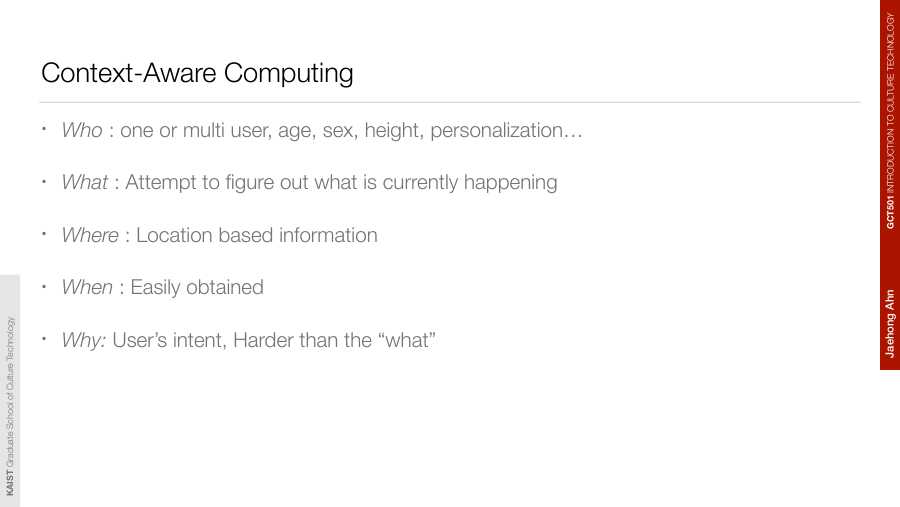 Context-Aware Computing
• Who : one or multi user, age, sex, height, personalization…
• What : Attempt to figure out what is currently happening
• Where : Location based information
• When : Easily obtained
• Why: User’s intent, Harder than the “what”
KAIST Graduate School of Culture Technology
GCT501 INTRODUCTION TO CULTURE TECHNOLOGY
Jaehong Ahn